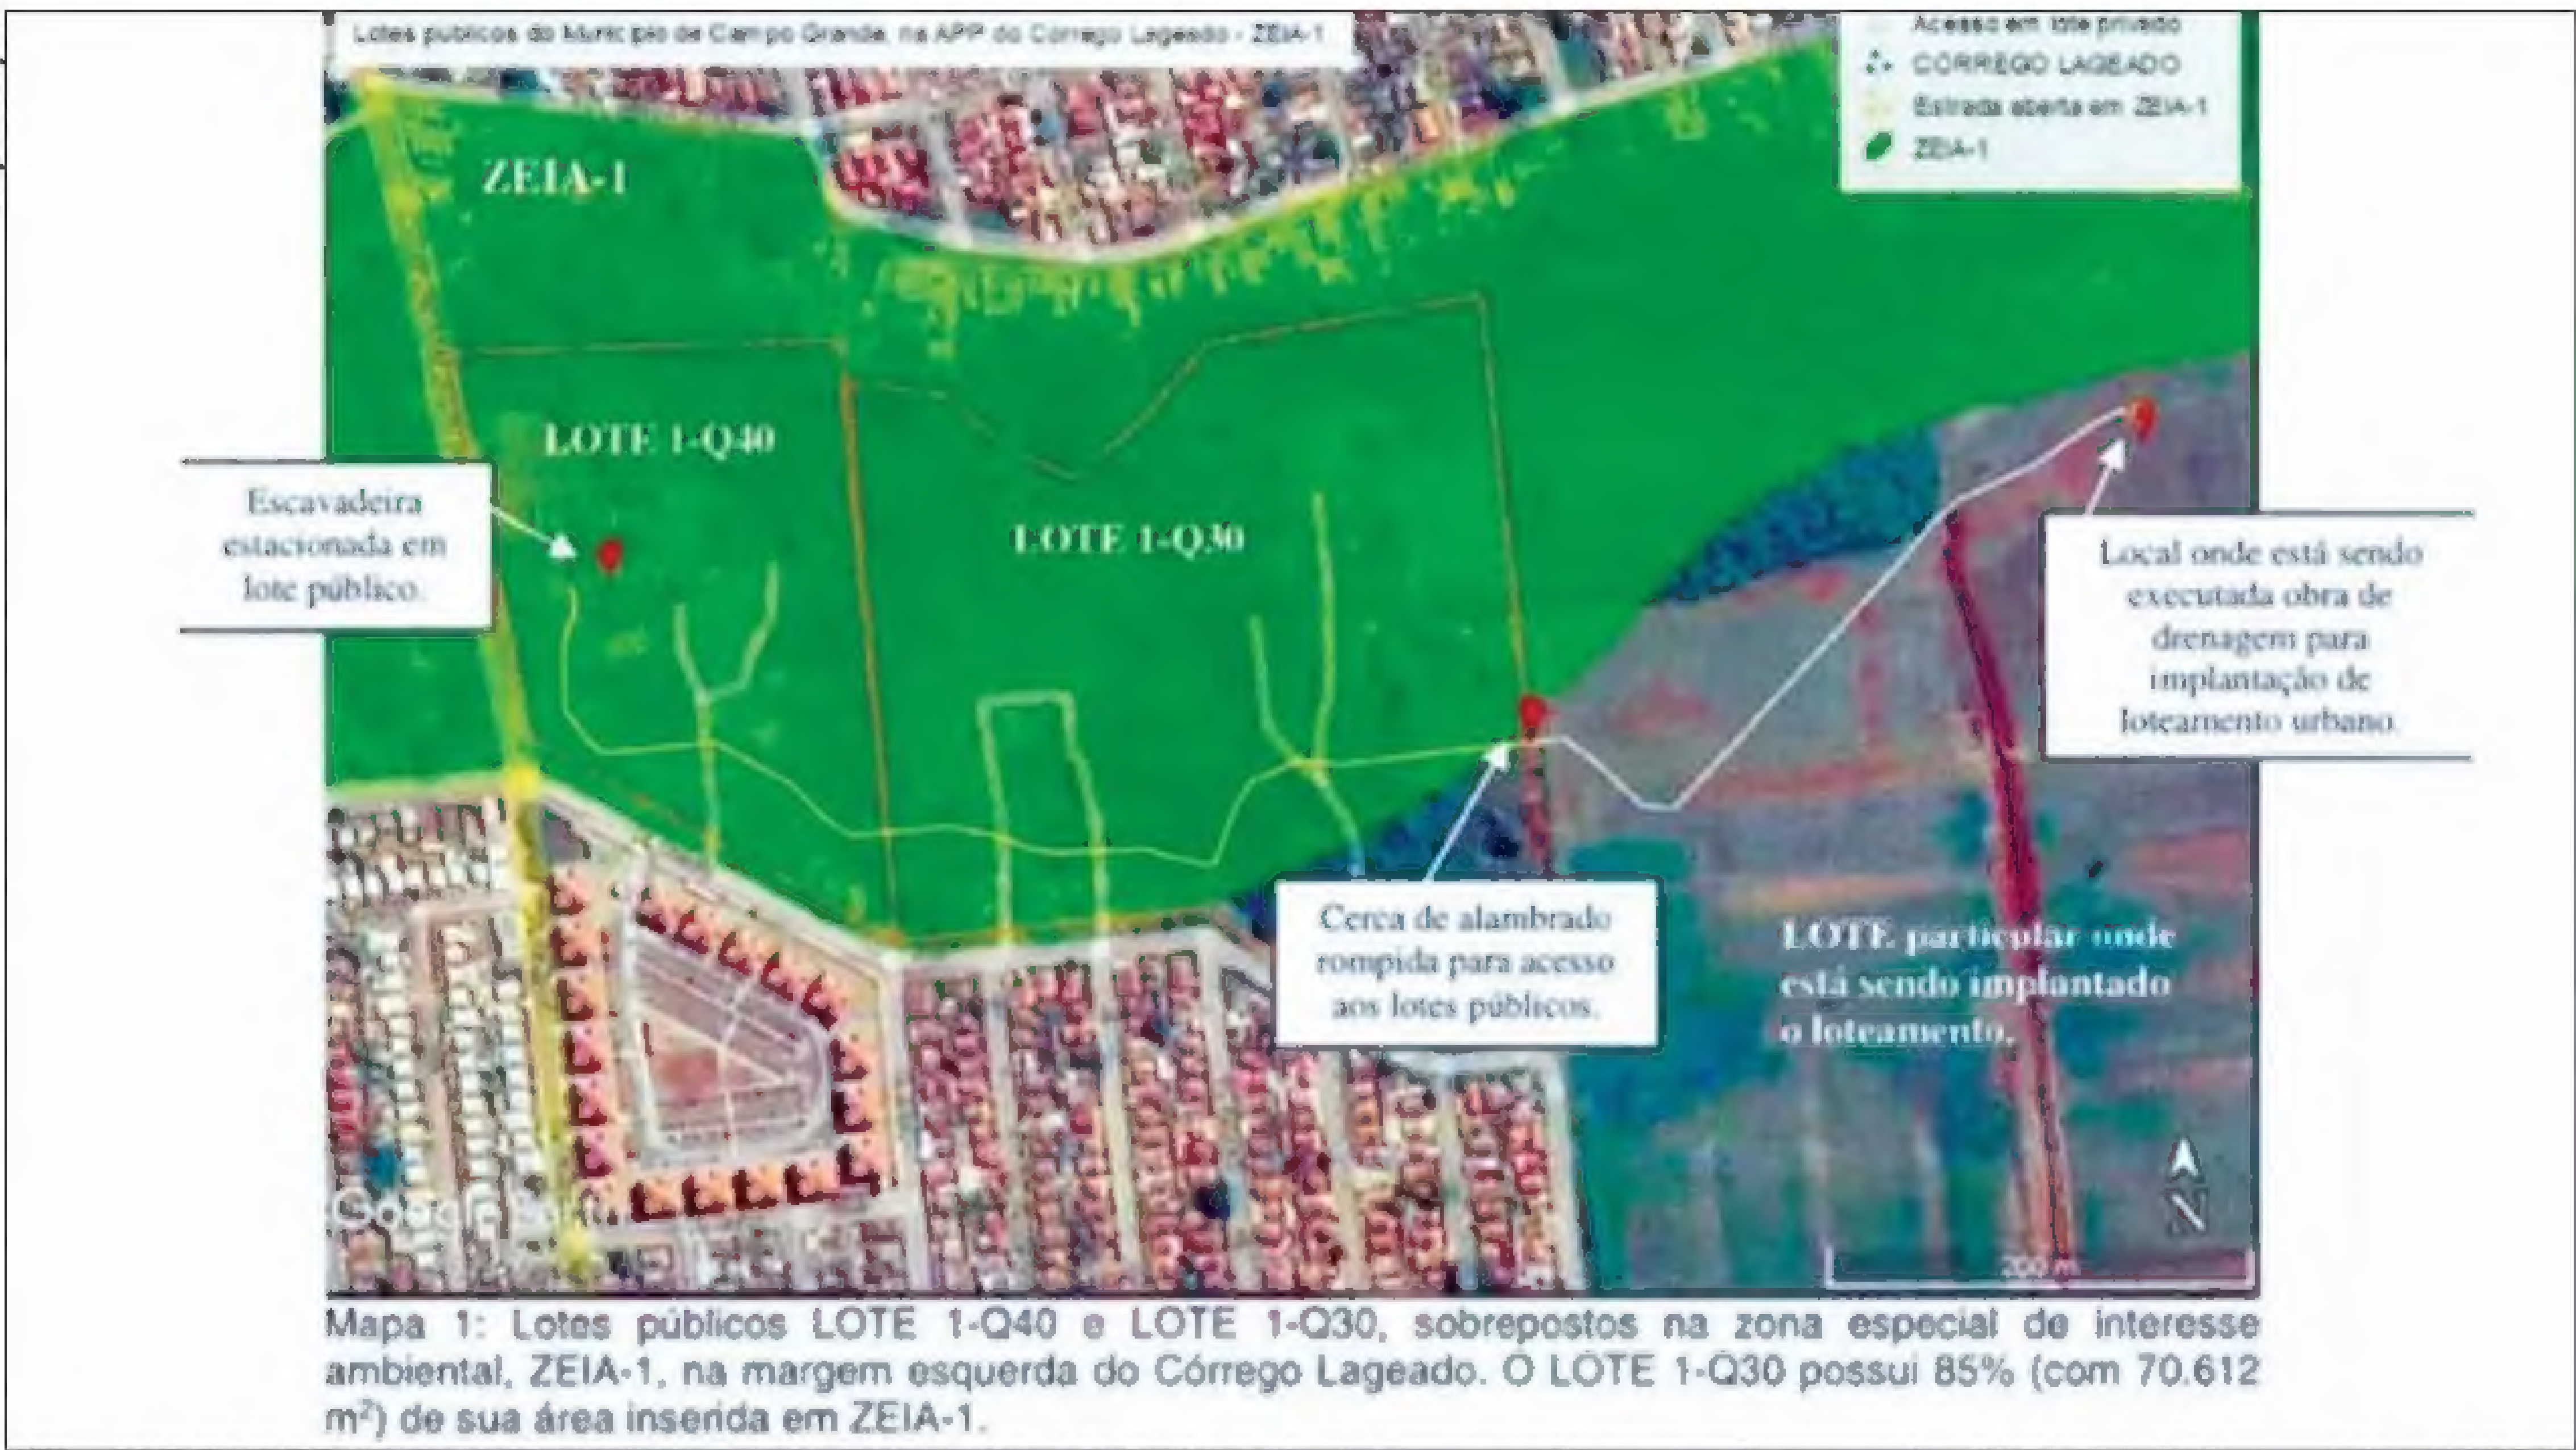 Lotes públicos do Município de Campo Grande, na APP do Córrego Lageado - ZEIA-1
Acesso em lote privado
CÓRREGO LAGEADO
Estrada aberta em ZEIA-1
ZEIA-1
ZEIA-1
LOTE 1-Q40
LOTE 1-Q30
Escavadeira
estacionada em
lote público.
Local onde está sendo
executada obra de
drenagem para
implantação de
loteamento urbano.
Cerca de alambrado
rompida para acesso
aos lotes públicos.
LOTE particular onde
está sendo implantado
o loteamento.
Google Earth
N
200 m
Mapa 1: Lotes públicos LOTE 1-Q40 e LOTE 1-Q30, sobrepostos na zona especial de interesse
ambiental, ZEIA-1, na margem esquerda do Córrego Lageado. O LOTE 1-Q30 possui 85% (com 70.612
m²) de sua área inserida em ZEIA-1.